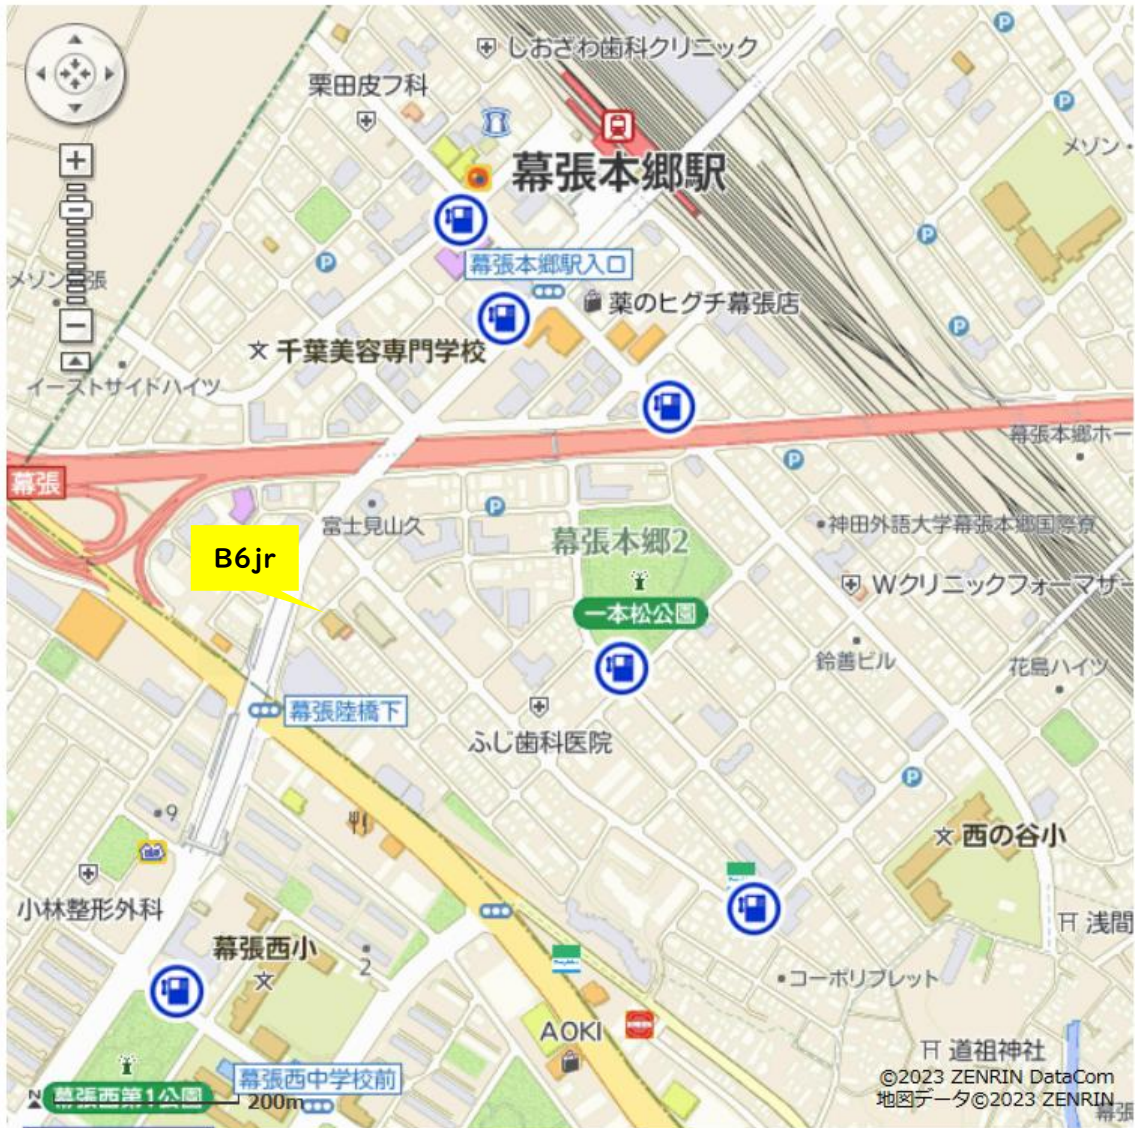 しおざわ歯科クリニック
栗田皮フ科
幕張本郷駅
メゾン・
幕張本郷駅入口
薬のヒグチ幕張店
千葉美容専門学校
イーストサイドハイツ
幕張本郷ホー
幕張
富士見山久
幕張本郷2
神田外語大学幕張本郷国際寮
B6jr
Wクリニックフォーマザー
一本松公園
鈴善ビル
花島ハイツ
幕張陸橋下
ふじ歯科医院
9
西の谷小
小林整形外科
浅間
幕張西小
2
コーポリブレット
AOKI
道祖神社
幕張西中学校前
©2023 ZENRIN DataCom
幕張西第1公園
200m
地図データ©2023 ZENRIN
幕張